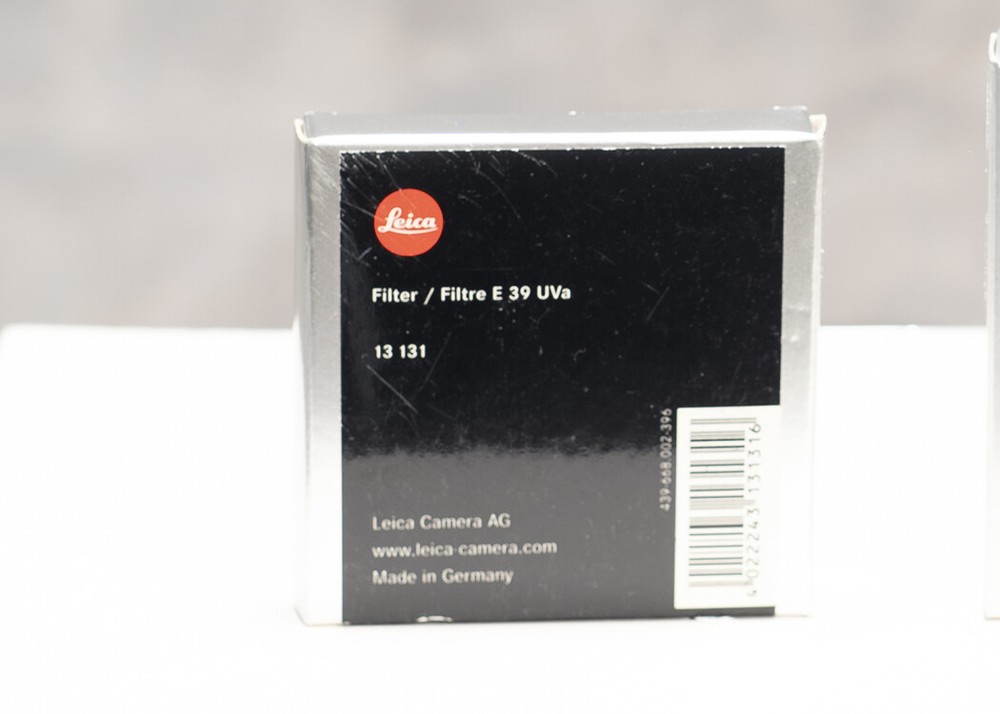 Leica
Filter / Filtre E 39 UVa
13 131
439-668.002-396
4 022243 131316
Leica Camera AG
www.leica-camera.com
Made in Germany